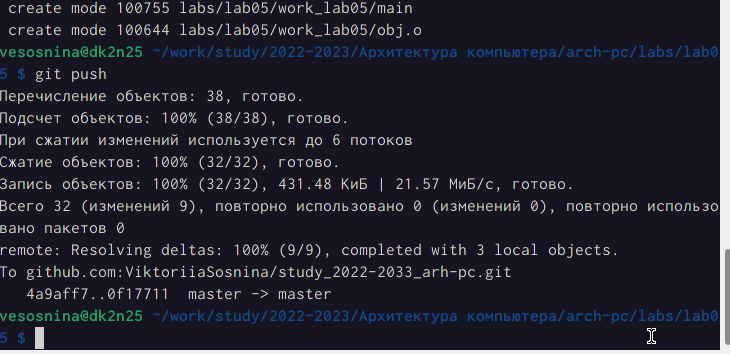 create mode 100755 labs/lab05/work_lab05/main
create mode 100644 labs/lab05/work_lab05/obj.o
vesosnina@dk2n25 ~/work/study/2022-2023/Архитектура компьютера/arch-pc/labs/lab0
5 $ git push
Перечисление объектов: 38, готово.
Подсчет объектов: 100% (38/38), готово.
При сжатии изменений используется до 6 потоков
Сжатие объектов: 100% (32/32), готово.
Запись объектов: 100% (32/32), 431.48 КиБ | 21.57 МиБ/с, готово.
Всего 32 (изменений 9), повторно использовано 0 (изменений 0), повторно использо
вано пакетов 0
remote: Resolving deltas: 100% (9/9), completed with 3 local objects.
To github.com:ViktoriiaSosnina/study_2022-2033_arh-pc.git
4a9aff7..0f17711  master -> master
vesosnina@dk2n25 ~/work/study/2022-2023/Архитектура компьютера/arch-pc/labs/lab0
5 $